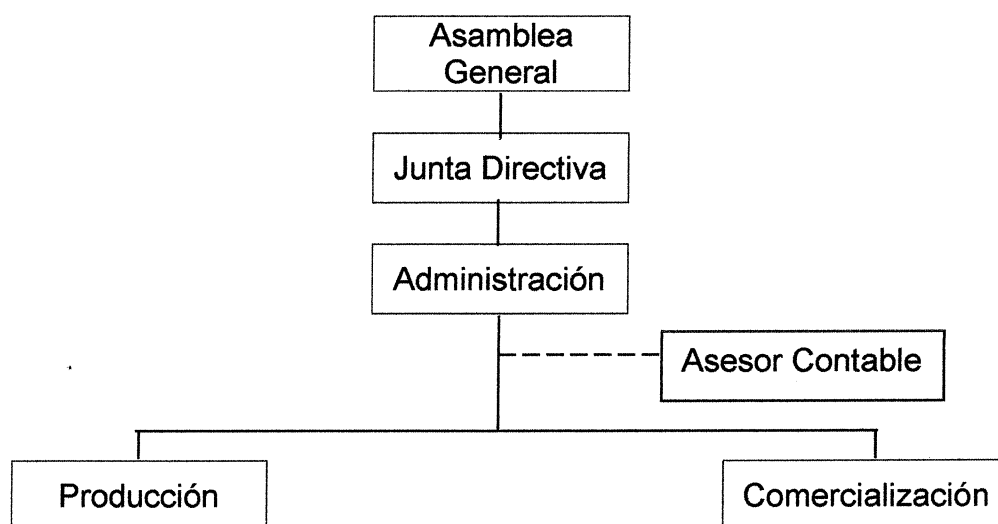 Asamblea
General
Junta Directiva
Administración
Asesor Contable
Producción
Comercialización